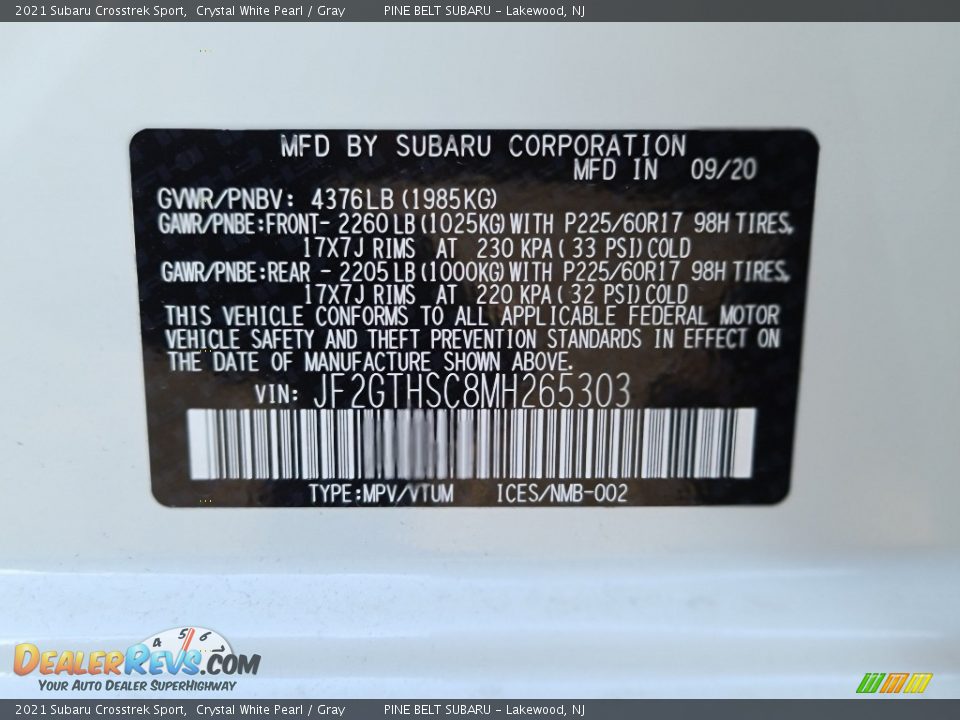 2021 Subaru Crosstrek Sport, Crystal White Pearl / Gray PINE BELT SUBARU - Lakewood, NJ
MFD BY SUBARU CORPORATION
MFD IN 09/20
GVWR/PNBV: 4376LB (1985KG)
GAWR/PNBE:FRONT- 2260 LB (1025KG) WITH P225/60R17 98H TIRES,
17X7J RIMS AT 230 KPA ( 33 PSI) COLD
GAWR/PNBE:REAR - 2205 LB (1000KG) WITH P225/60R17 98H TIRES,
17X7J RIMS AT 220 KPA ( 32 PSI) COLD
THIS VEHICLE CONFORMS TO ALL APPLICABLE FEDERAL MOTOR
VEHICLE SAFETY AND THEFT PREVENTION STANDARDS IN EFFECT ON
THE DATE OF MANUFACTURE SHOWN ABOVE.
VIN: JF2GTHSC8MH265303
TYPE:MPV/VTUM ICES/NMB-002
4 5 6 7
DealerRevs.com
Your Auto Dealer SuperHighway
2021 Subaru Crosstrek Sport, Crystal White Pearl / Gray PINE BELT SUBARU - Lakewood, NJ